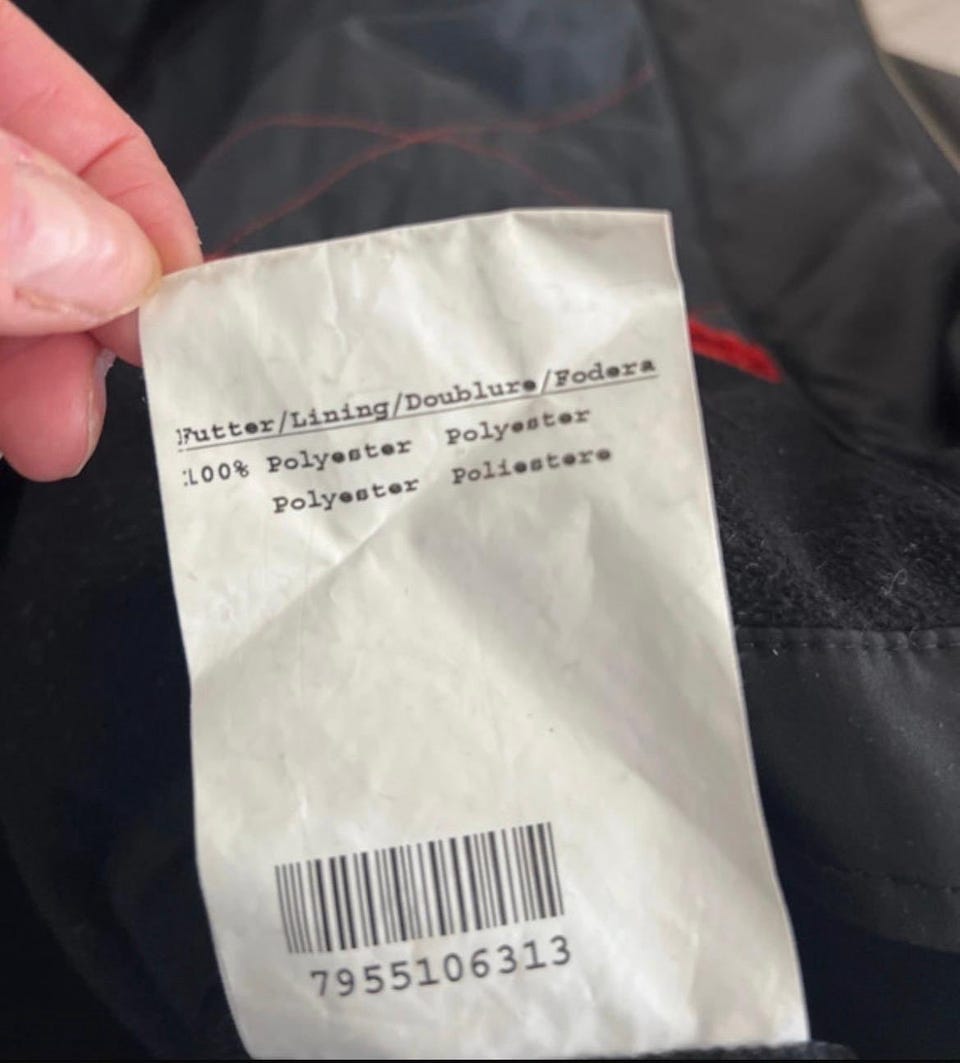 Futter/Lining/Doublure/Fodera
100% Polyester Polyester
Polyester Poliestere
7955106313